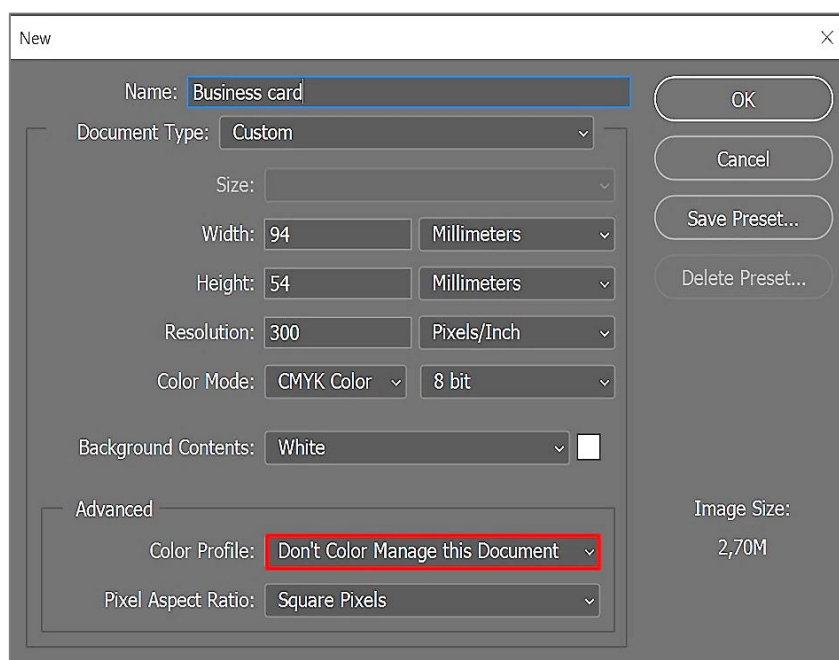 New
Name: Business card
OK
Document Type: Custom
Cancel
Size:
Save Preset...
Width: 94 Millimeters
Height: 54 Millimeters
Delete Preset...
Resolution: 300 Pixels/Inch
Color Mode: CMYK Color 8 bit
Background Contents: White
Advanced
Image Size:
Color Profile: Don't Color Manage this Document
2,70M
Pixel Aspect Ratio: Square Pixels